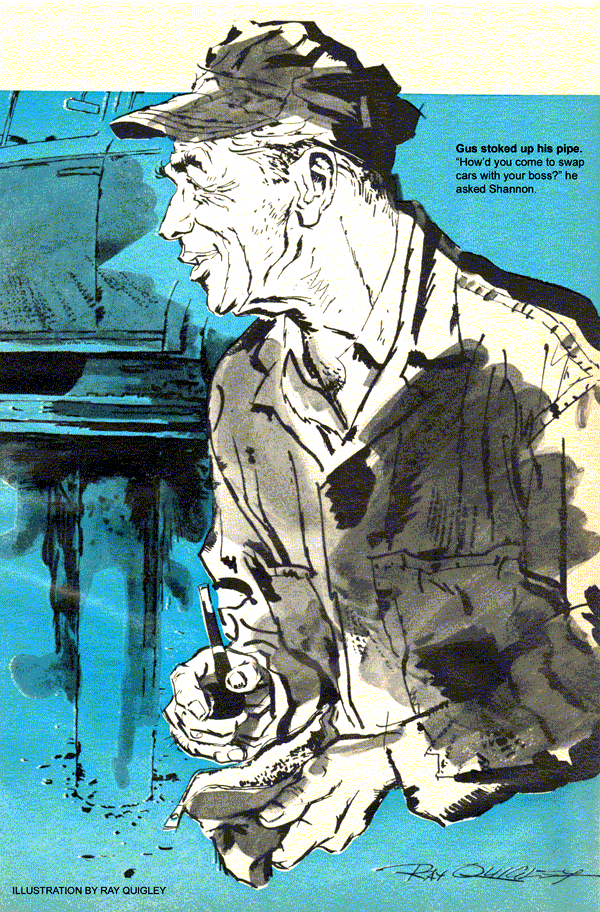 Gus stoked up his pipe.
“How’d you come to swap
cars with your boss?” he
asked Shannon.
RAY QUIGLEY
ILLUSTRATION BY RAY QUIGLEY